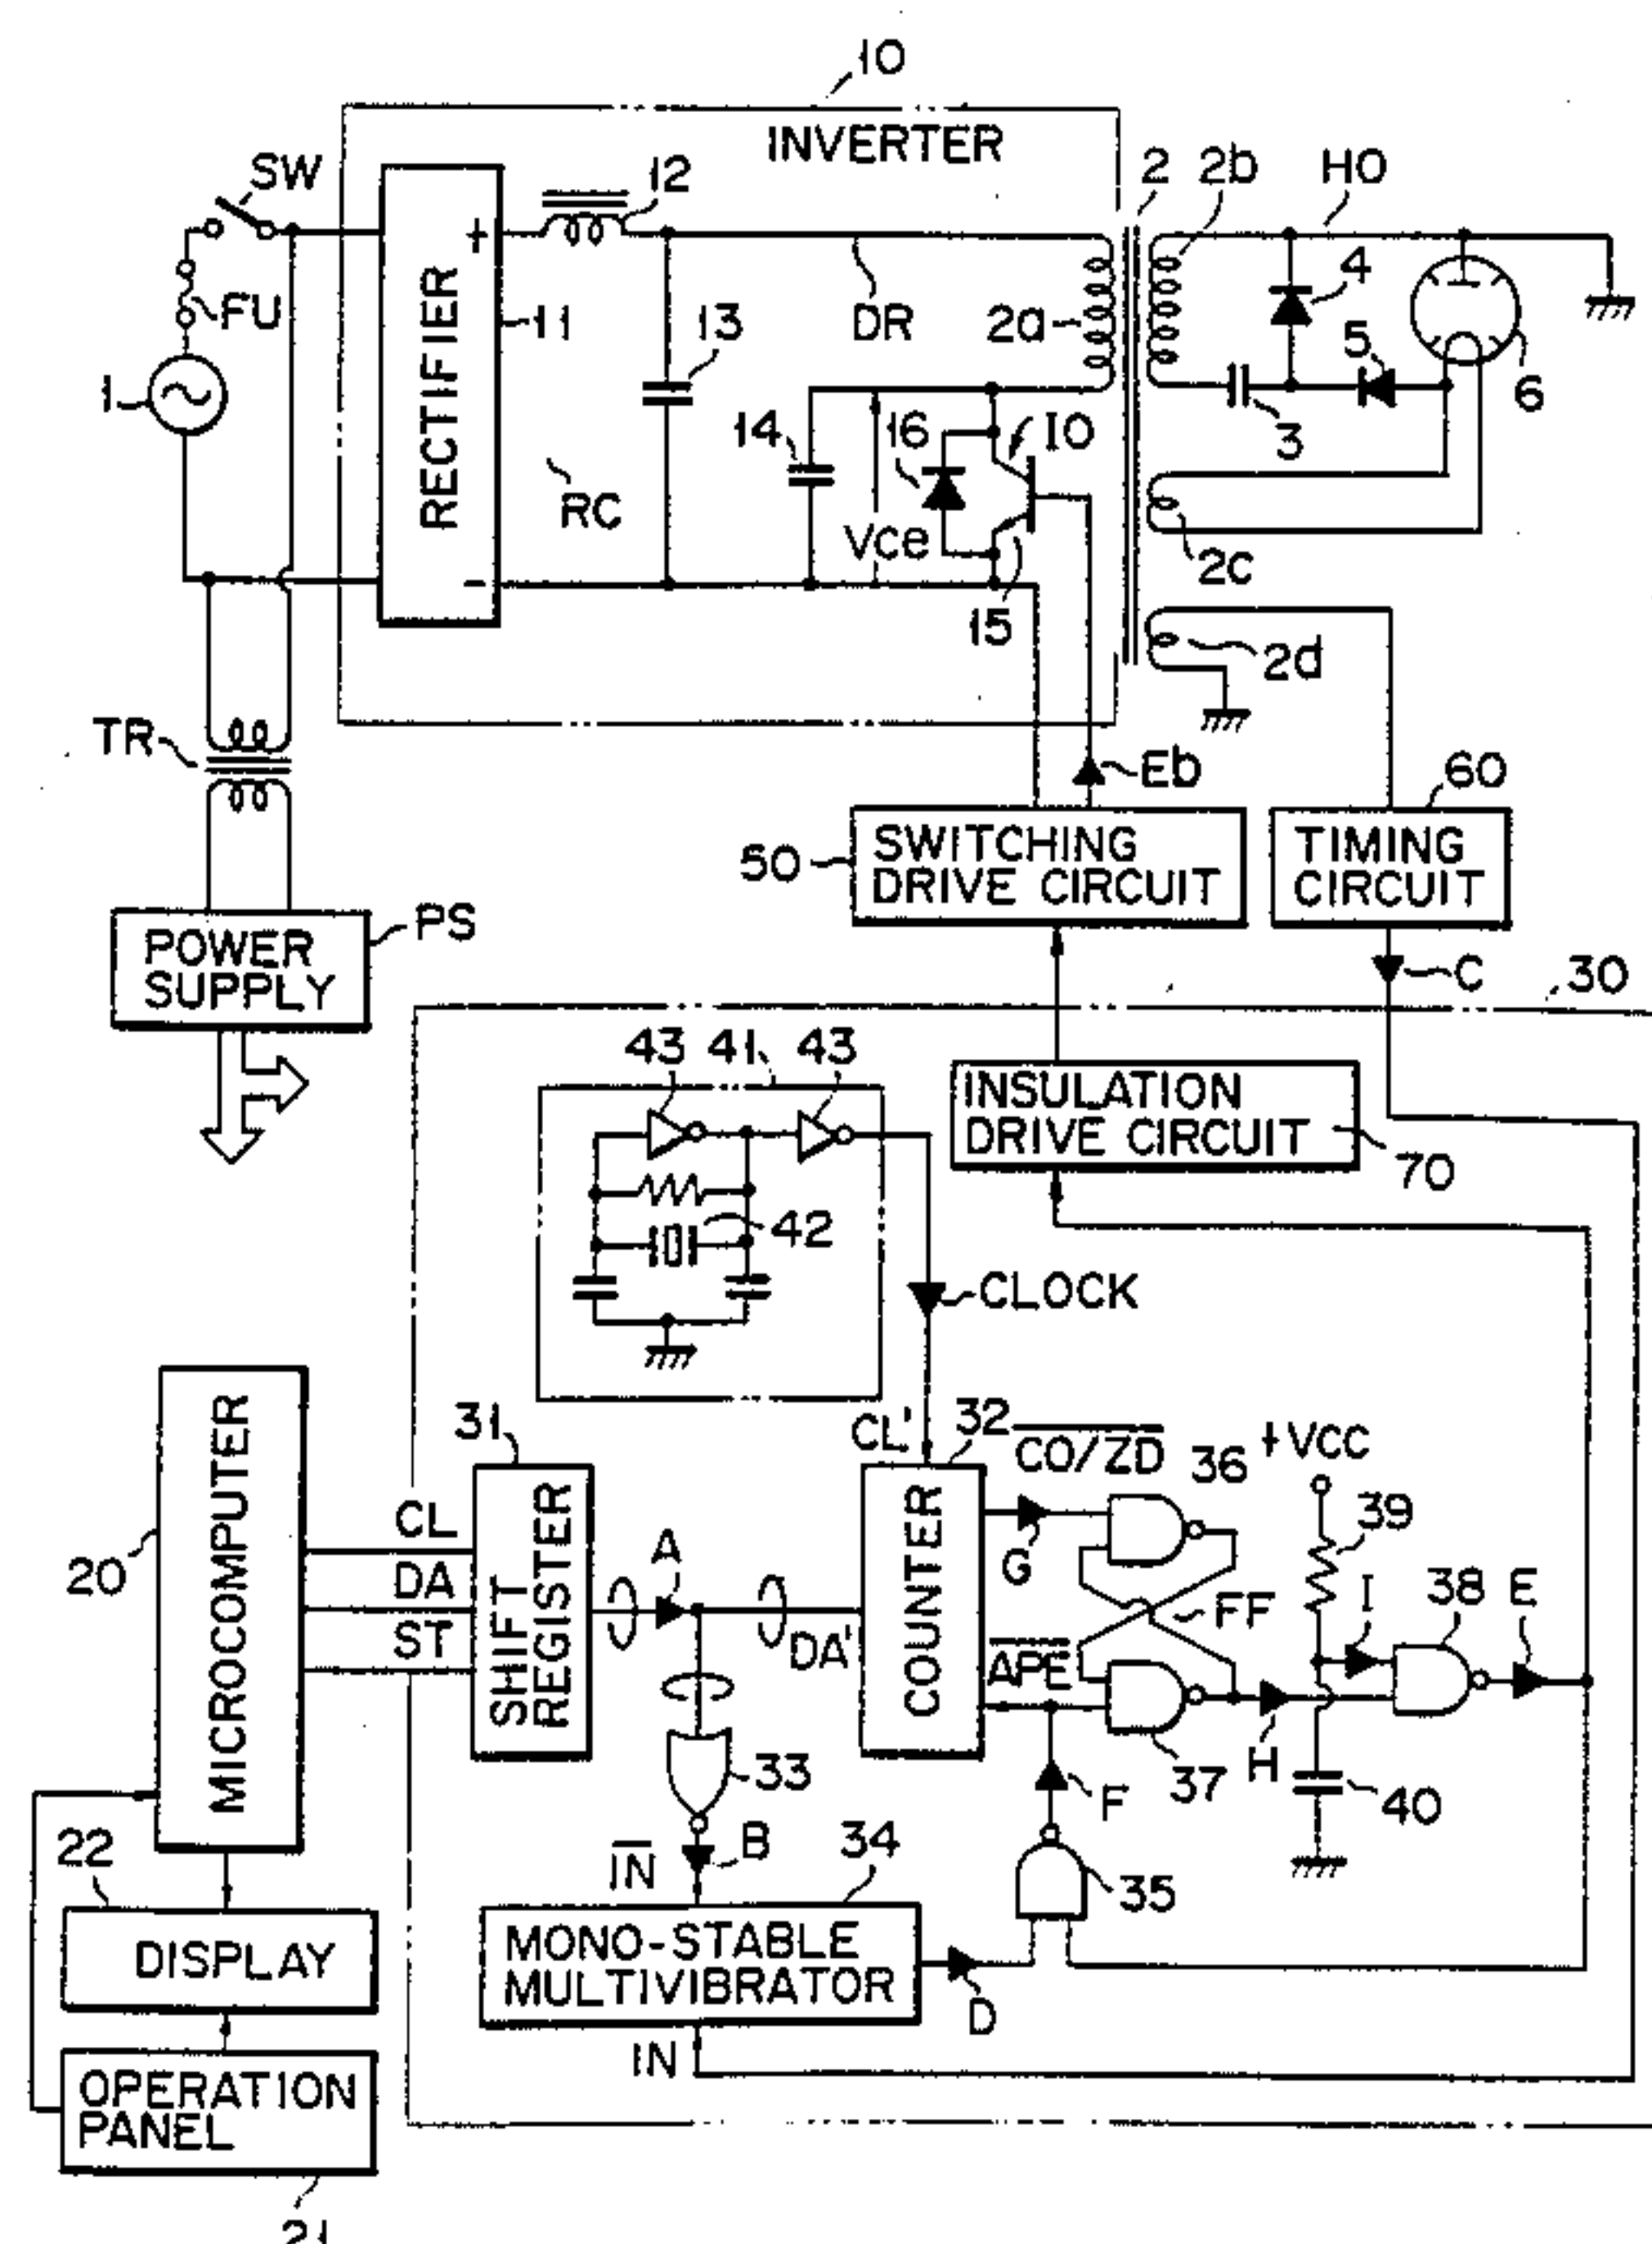 10
INVERTER
SW
12
2
2b
HO
FU
RECTIFIER
+
-
11
13
DR
2a
4
5
6
1
14
16
IO
3
RC
Vce
15
2c
2d
TR
Eb
60
50
SWITCHING
DRIVE CIRCUIT
TIMING
CIRCUIT
PS
POWER
SUPPLY
C
30
43
41
43
INSULATION
DRIVE CIRCUIT
70
42
CLOCK
MICROCOMPUTER
20
31
CL'
32
CO/ZD
36
+VCC
39
CL
DA
ST
SHIFT
REGISTER
A
DA'
COUNTER
G
FF
I
38
E
APE
33
F
37
H
40
B
IN
34
35
22
DISPLAY
MONO-STABLE
MULTIVIBRATOR
D
IN
OPERATION
PANEL
21